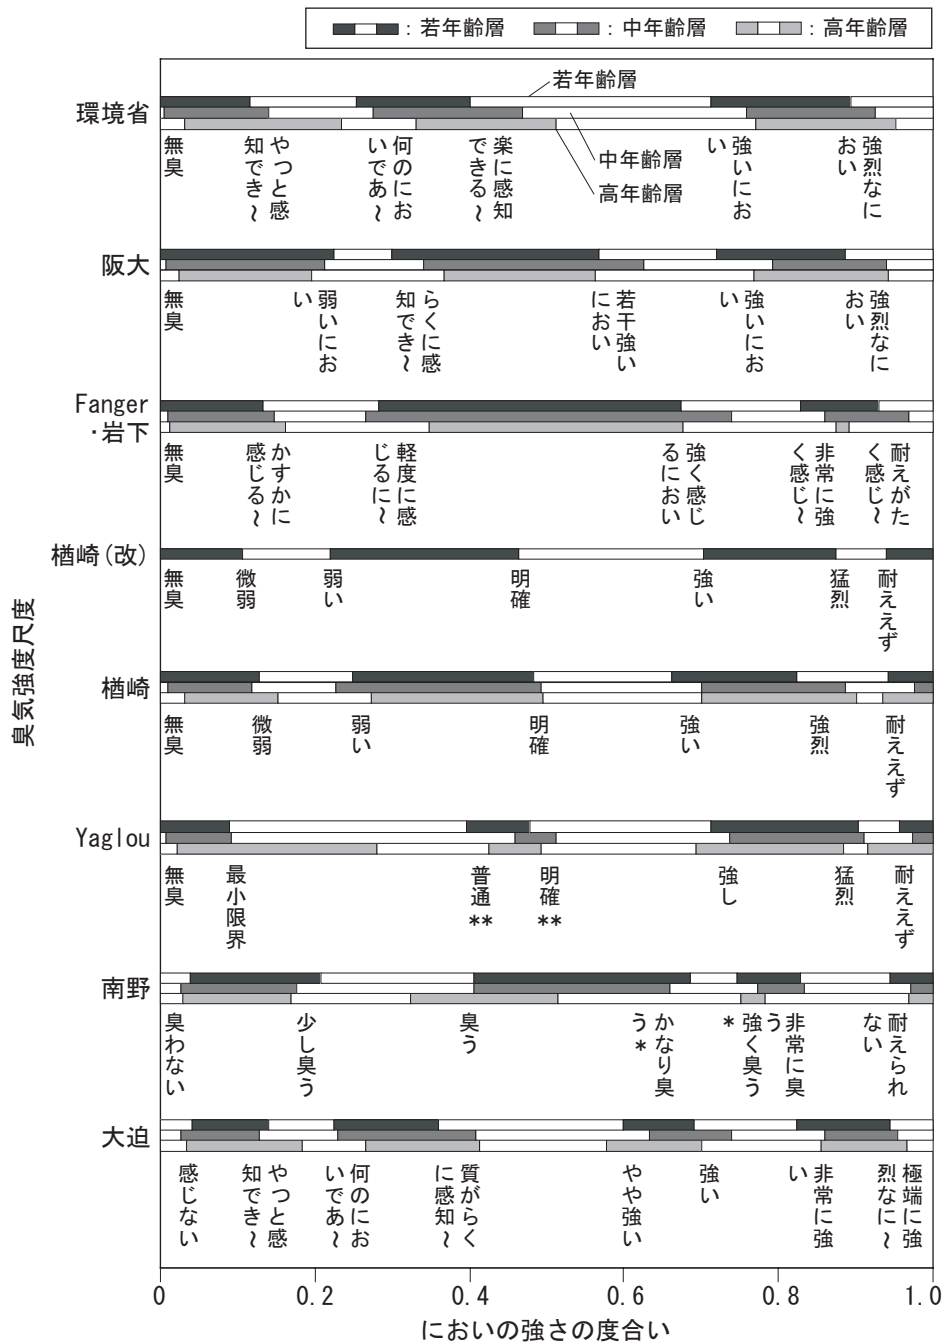 ：若年齢層　：中年齢層　：高年齢層
若年齢層
中年齢層
高年齢層
環境省
無臭
やつと感
知でき～
何のにお
いであ～
楽に感知
できる～
強いにお
い
強烈なに
おい
阪大
無臭
弱いにお
い
らくに感
知でき～
若干強い
におい
強いにお
い
強烈なに
おい
Fanger
・岩下
無臭
かすかに
感じる～
軽度に感
じるに～
強く感じ
るにおい
非常に強
く感じ～
耐えがた
く感じ～
楢崎(改)
無臭
微弱
弱い
明確
強い
猛烈
耐ええず
楢崎
無臭
微弱
弱い
明確
強い
強烈
耐ええず
Yaglou
無臭
最小限界
普通**
明確**
強し
猛烈
耐ええず
南野
臭わない
少し臭う
臭う
かなり臭
う*
強く臭う
*
非常に臭
う
耐えられ
ない
大迫
感じない
やつと感
知でき～
何のにお
いであ～
質がらく
に感知～
やや強い
強い
非常に強
い
極端に強
烈なに～
臭気強度尺度
0 0.2 0.4 0.6 0.8 1.0
においの強さの度合い